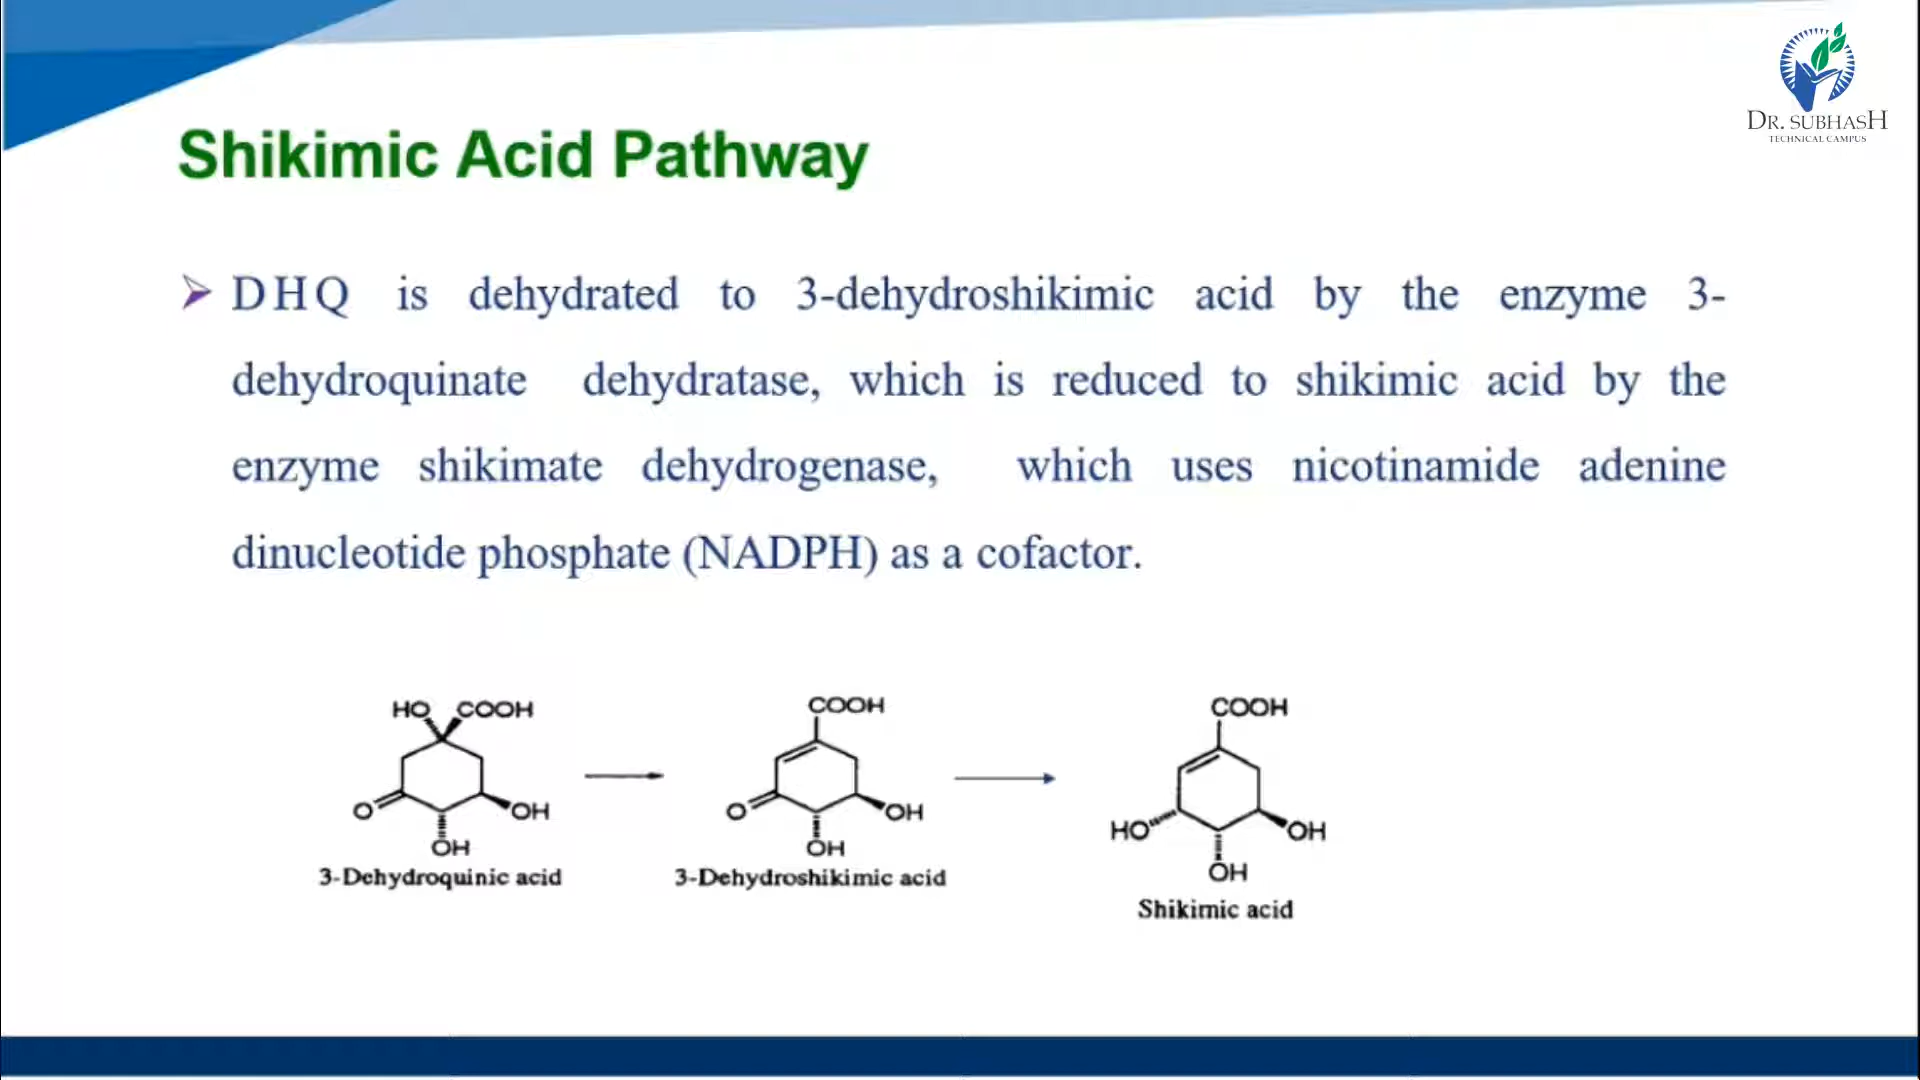 DR. SUBHASH
TECHNICAL CAMPUS
Shikimic Acid Pathway
DHQ is dehydrated to 3-dehydroshikimic acid by the enzyme 3-
dehydroquinate dehydratase, which is reduced to shikimic acid by the
enzyme shikimate dehydrogenase, which uses nicotinamide adenine
dinucleotide phosphate (NADPH) as a cofactor.
HO COOH
O
OH
OH
3-Dehydroquinic acid
COOH
O
OH
OH
3-Dehydroshikimic acid
COOH
HO
OH
OH
Shikimic acid